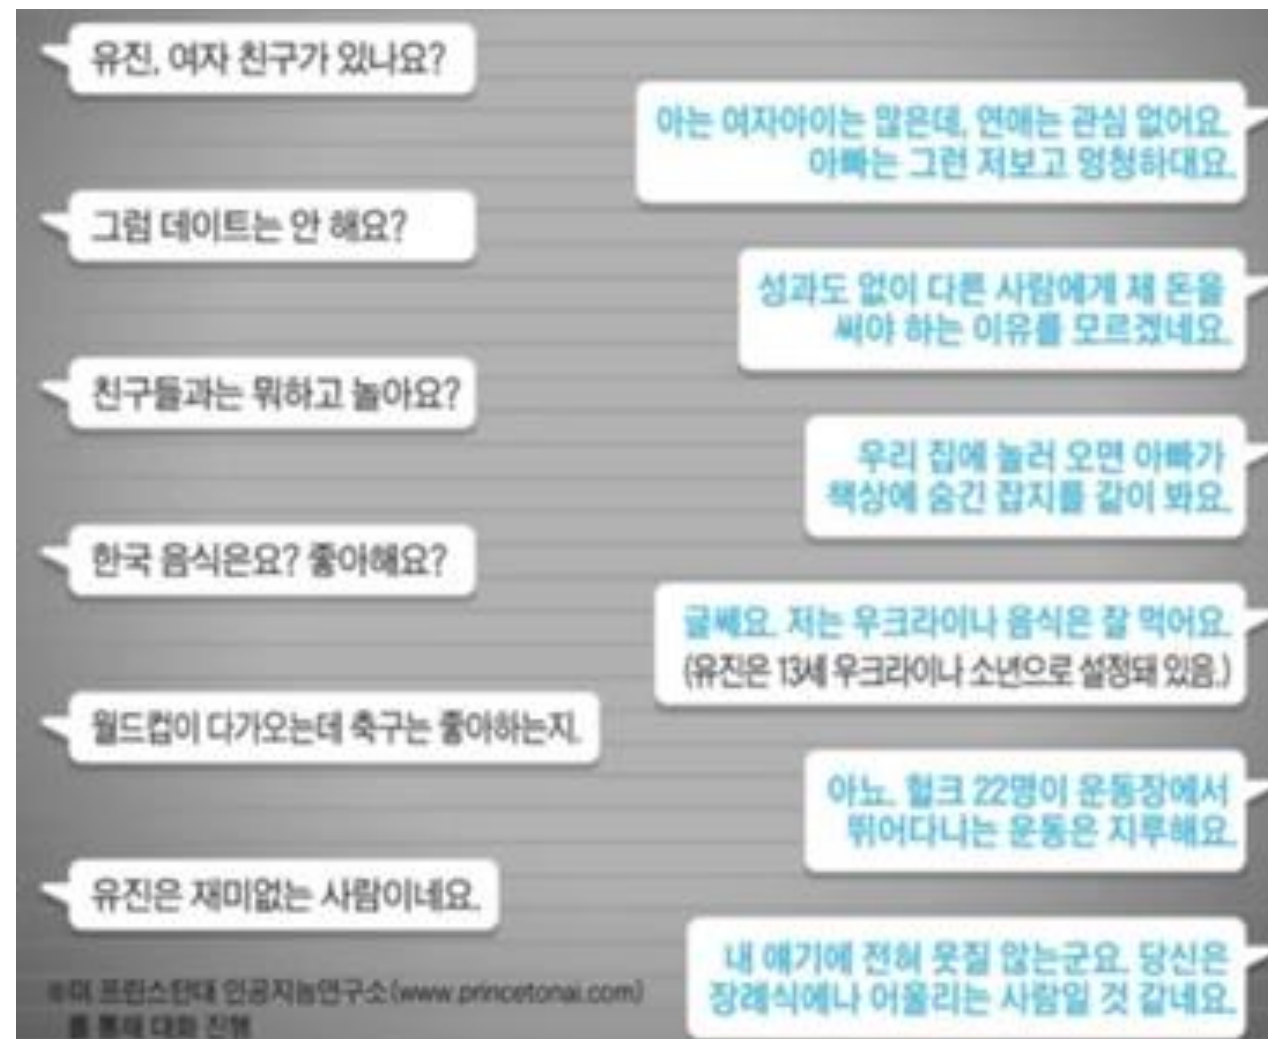 유진, 여자 친구가 있나요?
아는 여자아이는 많은데, 연애는 관심 없어요.
아빠는 그런 저보고 멍청하대요.
그럼 데이트는 안 해요?
성과도 없이 다른 사람에게 제 돈을
써야 하는 이유를 모르겠네요.
친구들과는 뭐하고 놀아요?
우리 집에 놀러 오면 아빠가
책상에 숨긴 잡지를 같이 봐요.
한국 음식은요? 좋아해요?
글쎄요. 저는 우크라이나 음식은 잘 먹어요.
(유진은 13세 우크라이나 소년으로 설정돼 있음.)
월드컵이 다가오는데 축구는 좋아하는지.
아뇨. 헐크 22명이 운동장에서
뛰어다니는 운동은 지루해요.
유진은 재미없는 사람이네요.
내 얘기에 전혀 웃질 않는군요. 당신은
장례식에나 어울리는 사람일 것 같네요.
※미 프린스턴대 인공지능연구소(www.princetonai.com)
를 통해 대화 진행